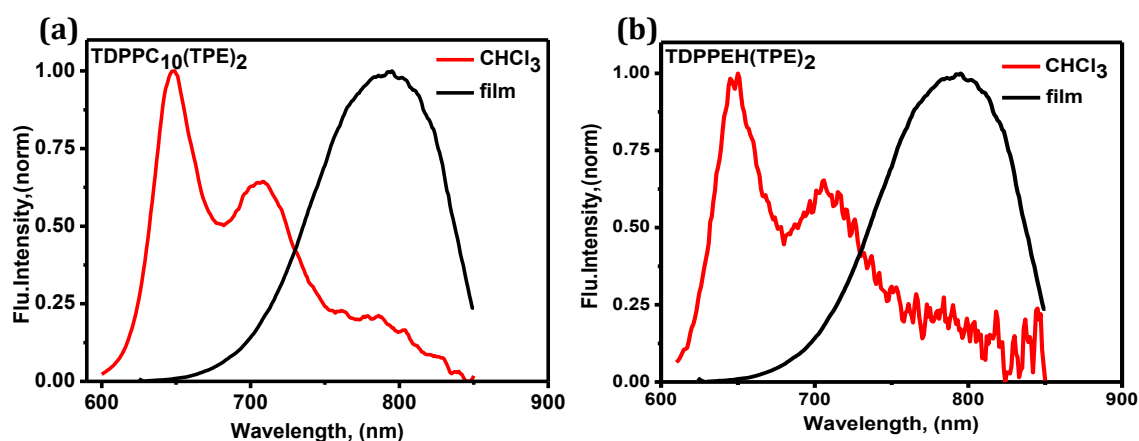 (a)
TDPPC10(TPE)2
CHCl3
film
1.00
0.75
0.50
0.25
0.00
600 700 800 900
Flu.Intensity,(norm)
Wavelength, (nm)
(b)
TDPPEH(TPE)2
CHCl3
film
1.00
0.75
0.50
0.25
0.00
600 700 800 900
Flu.Intensity,(norm)
Wavelength, (nm)